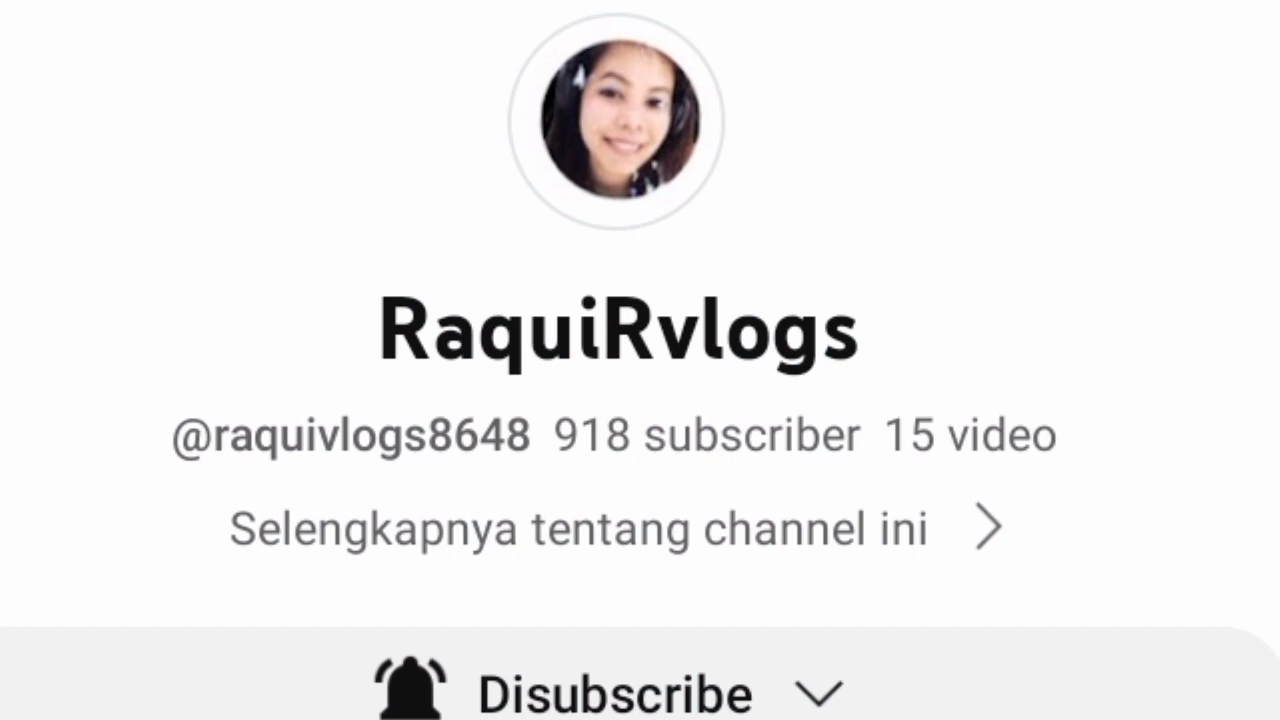 RaquiRvlogs
@raquivlogs8648 918 subscriber 15 video
Selengkapnya tentang channel ini
Disubscribe